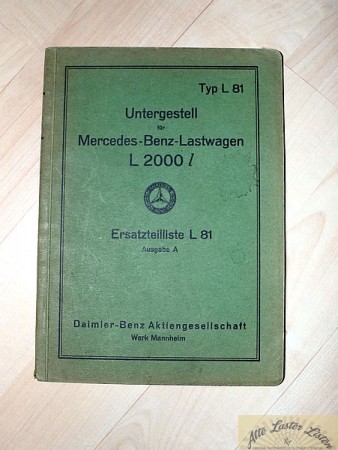 Typ L 81
Untergestell
für
Mercedes-Benz-Lastwagen
L 2000 l
Ersatzteilliste L 81
Ausgabe A
Daimler-Benz Aktiengesellschaft
Werk Mannheim
Alte Laster Listen